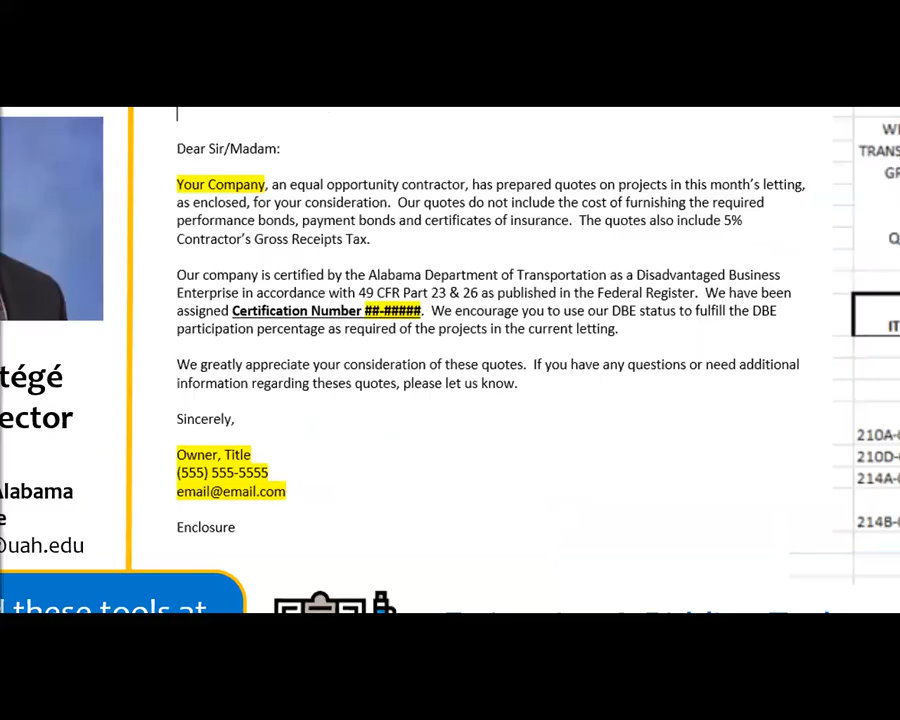 Dear Sir/Madam:
Your Company, an equal opportunity contractor, has prepared quotes on projects in this month's letting,
as enclosed, for your consideration. Our quotes do not include the cost of furnishing the required
performance bonds, payment bonds and certificates of insurance. The quotes also include 5%
Contractor's Gross Receipts Tax.
Our company is certified by the Alabama Department of Transportation as a Disadvantaged Business
Enterprise in accordance with 49 CFR Part 23 & 26 as published in the Federal Register. We have been
assigned Certification Number ##-#####. We encourage you to use our DBE status to fulfill the DBE
participation percentage as required of the projects in the current letting.
We greatly appreciate your consideration of these quotes. If you have any questions or need additional
information regarding theses quotes, please let us know.
Sincerely,
Owner, Title
(555) 555-5555
email@email.com
Enclosure
tégé
ector
labama
e
uah.edu
these tools at
WI
TRANS
GR
Q
IT
210A-
210D-
214A-
214B-